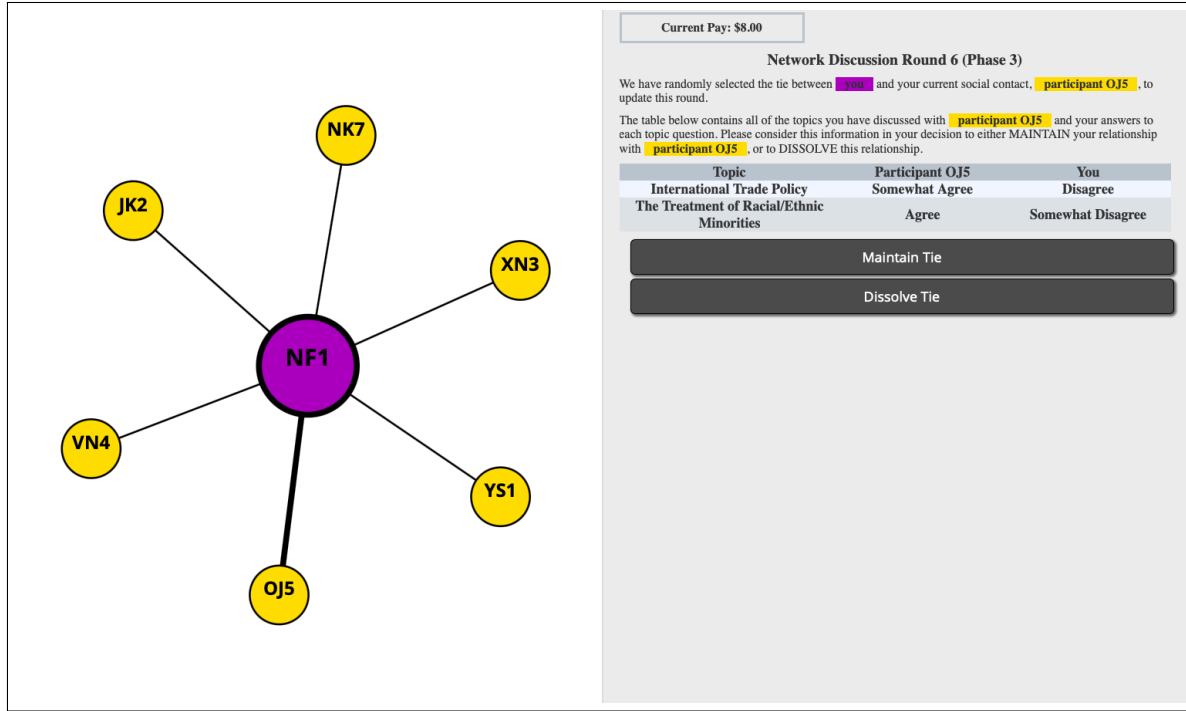 NK7
JK2
XN3
NF1
VN4
YS1
OJ5
Current Pay: $8.00
Network Discussion Round 6 (Phase 3)
We have randomly selected the tie between you and your current social contact, participant OJ5 , to
update this round.
The table below contains all of the topics you have discussed with participant OJ5 and your answers to
each topic question. Please consider this information in your decision to either MAINTAIN your relationship
with participant OJ5 , or to DISSOLVE this relationship.
Topic Participant OJ5 You
International Trade Policy Somewhat Agree Disagree
The Treatment of Racial/Ethnic
Minorities Agree Somewhat Disagree
Maintain Tie
Dissolve Tie